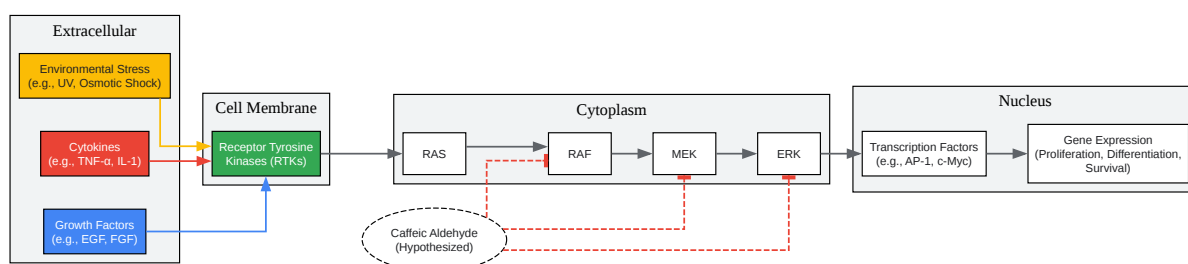 Extracellular
Environmental Stress
(e.g., UV, Osmotic Shock)
Cytokines
(e.g., TNF-α, IL-1)
Growth Factors
(e.g., EGF, FGF)
Cell Membrane
Receptor Tyrosine
Kinases (RTKs)
Cytoplasm
RAS
RAF
MEK
ERK
Caffeic Aldehyde
(Hypothesized)
Nucleus
Transcription Factors
(e.g., AP-1, c-Myc)
Gene Expression
(Proliferation, Differentiation,
Survival)